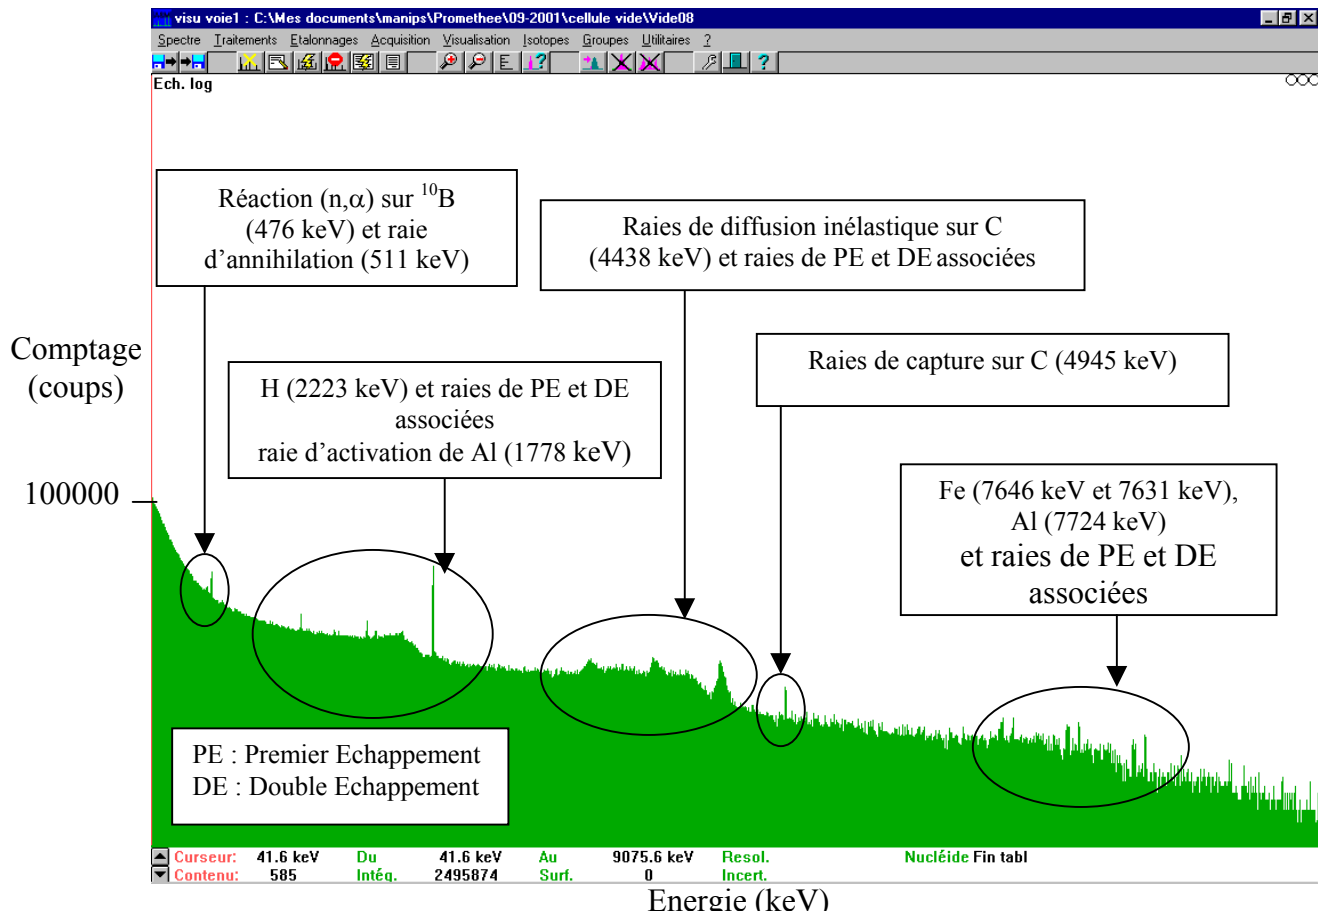 visu voie1 : C:\Mes documents\manips\Promethee\09-2001\cellule vide\Vide08
Spectre Traitements Etalonnages Acquisition Visualisation Isotopes Groupes Utilitaires ?
Ech. log
Réaction (n,α) sur ¹⁰B
(476 keV) et raie
d’annihilation (511 keV)
Raies de diffusion inélastique sur C
(4438 keV) et raies de PE et DE associées
Raies de capture sur C (4945 keV)
H (2223 keV) et raies de PE et DE
associées
raie d’activation de Al (1778 keV)
Comptage
(coups)
100000
Fe (7646 keV et 7631 keV),
Al (7724 keV)
et raies de PE et DE
associées
PE : Premier Echappement
DE : Double Echappement
Curseur: 41.6 keV Du 41.6 keV Au 9075.6 keV Resol. Nucléide Fin tabl
Contenu: 585 Intég. 2495874 Surf. 0 Incert.
Energie (keV)